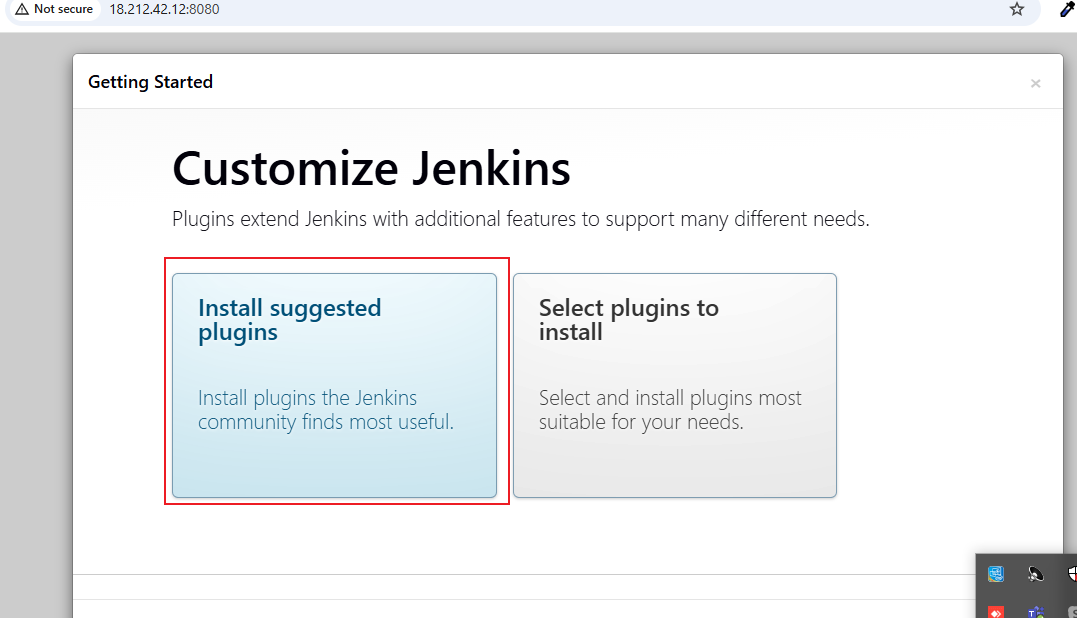 Not secure 18.212.42.12:8080
Getting Started
×
Customize Jenkins
Plugins extend Jenkins with additional features to support many different needs.
Install suggested
plugins
Install plugins the Jenkins
community finds most useful.
Select plugins to
install
Select and install plugins most
suitable for your needs.